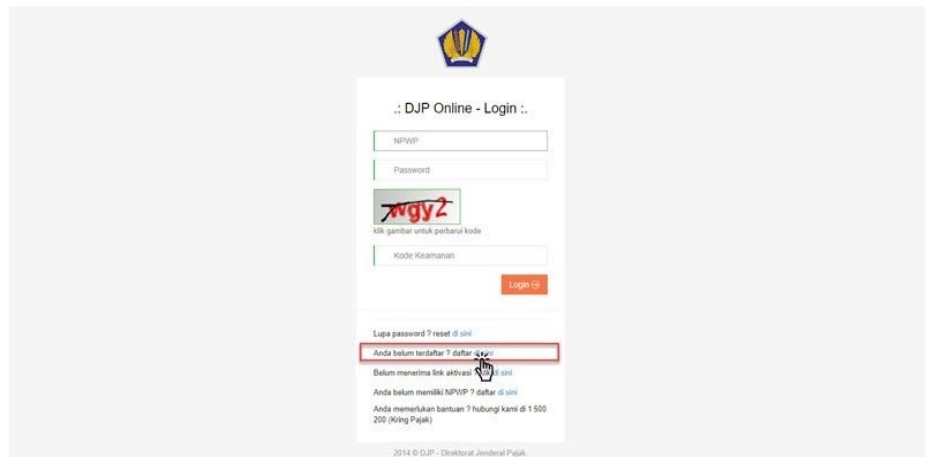 .: DJP Online - Login :.
NPWP
Password
klik gambar untuk perbarui kode
Kode Keamanan
Login
Lupa password ? reset di sini
Anda belum terdaftar ? daftar di sini
Belum menerima link aktivasi ? di sini
Anda belum memiliki NPWP ? daftar di sini
Anda memerlukan bantuan ? hubungi kami di 1 500
200 (Kring Pajak)
2014 © DJP - Direktorat Jenderal Pajak.